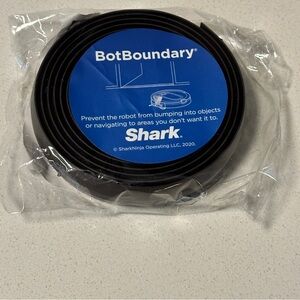 BotBoundary®
Prevent the robot from bumping into objects
or navigating to areas you don't want it to.
Shark.
© SharkNinja Operating LLC, 2020.